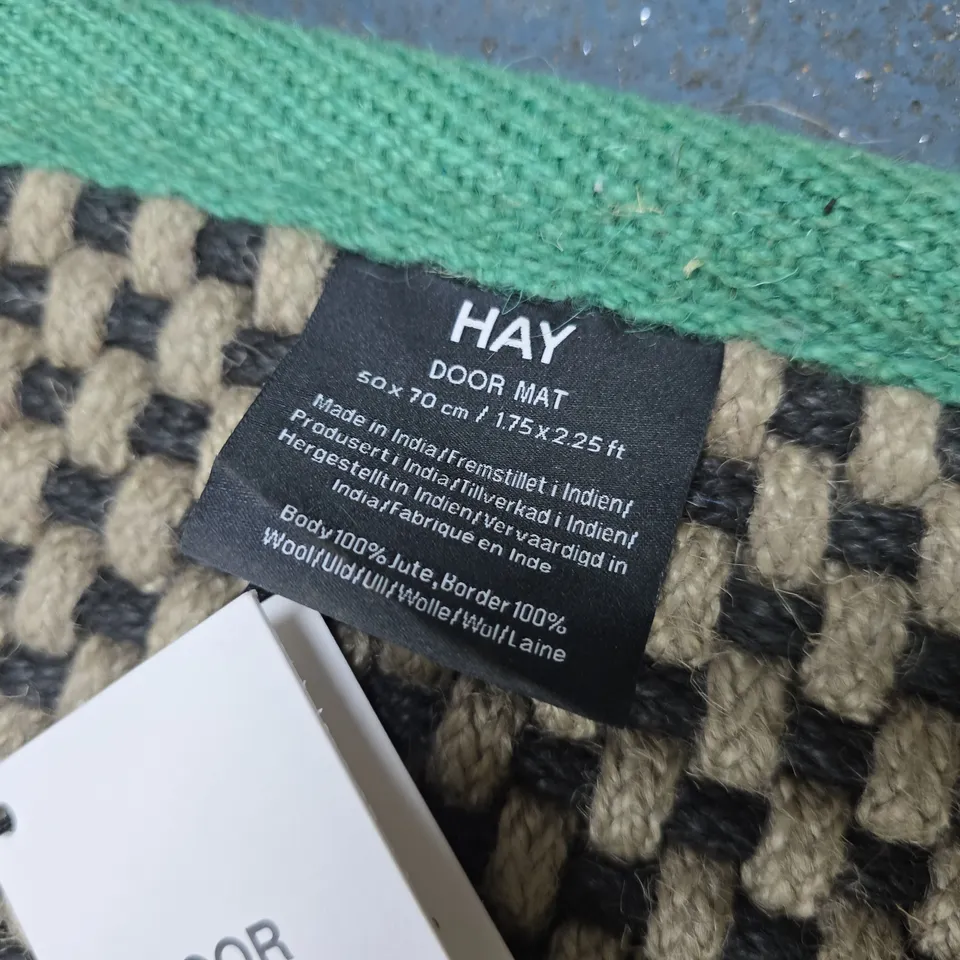 HAY
DOOR MAT
50 x 70 cm / 1.75 x 2.25 ft
Made in India/Fremstillet i Indien/
Produsert i India/Tillverkad i Indien/
Hergestellt in Indien/Vervaardigd in
India/Fabriqué en Inde
Body 100% Jute, Border 100%
Wool/Uld/Ull/Wolle/Wol/Laine